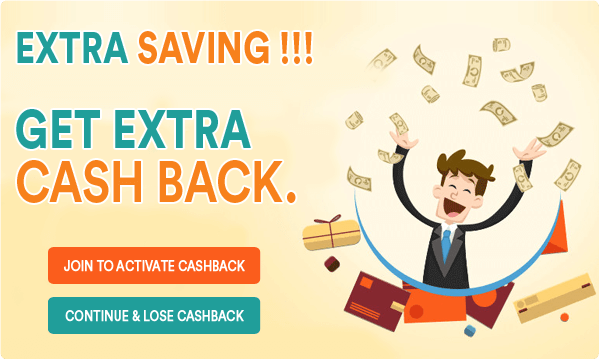 EXTRA SAVING !!!
GET EXTRA
CASH BACK.
JOIN TO ACTIVATE CASHBACK
CONTINUE & LOSE CASHBACK